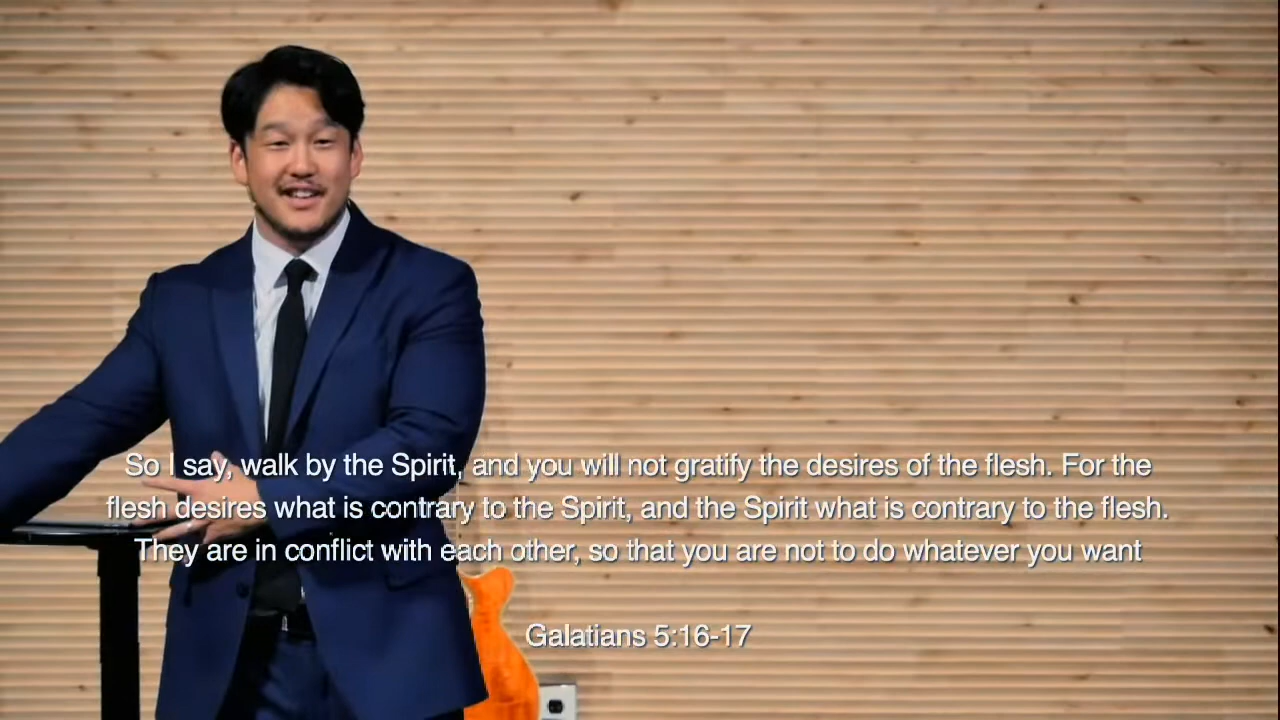 So I say, walk by the Spirit, and you will not gratify the desires of the flesh. For the
flesh desires what is contrary to the Spirit, and the Spirit what is contrary to the flesh.
They are in conflict with each other, so that you are not to do whatever you want
Galatians 5:16-17